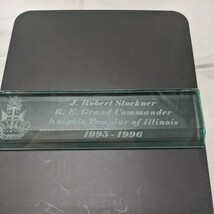 J. Robert Stockner
R. E. Grand Commander
Knights Templar of Illinois
1995-1996